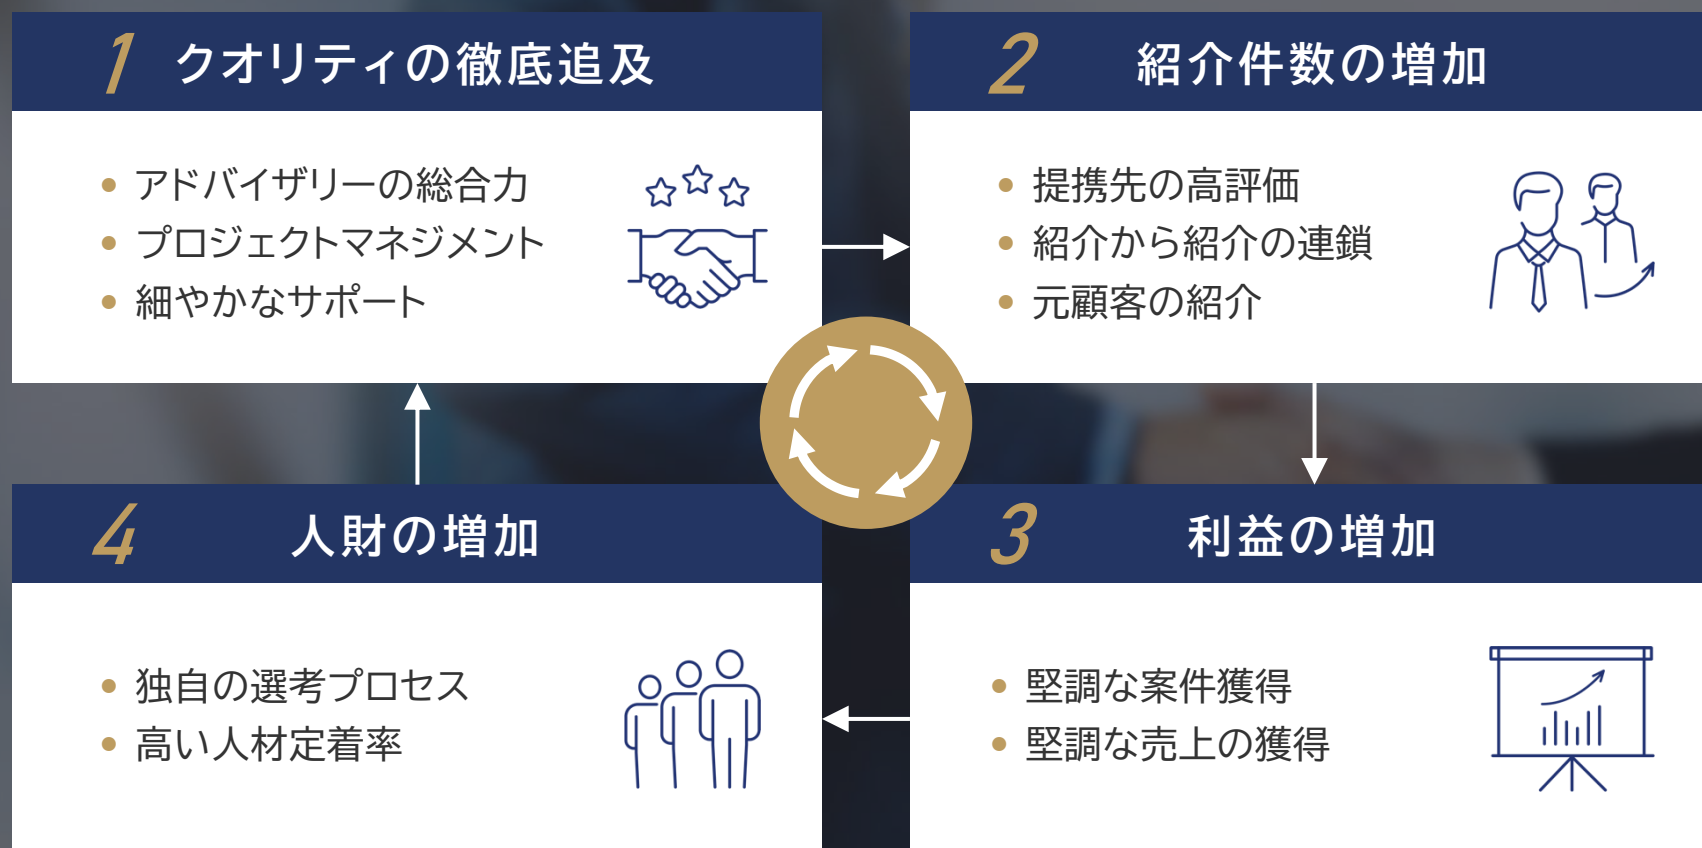 1 クオリティの徹底追及
• アドバイザリーの総合力
• プロジェクトマネジメント
• 細やかなサポート
2 紹介件数の増加
• 提携先の高評価
• 紹介から紹介の連鎖
• 元顧客の紹介
3 利益の増加
• 堅調な案件獲得
• 堅調な売上の獲得
4 人財の増加
• 独自の選考プロセス
• 高い人材定着率